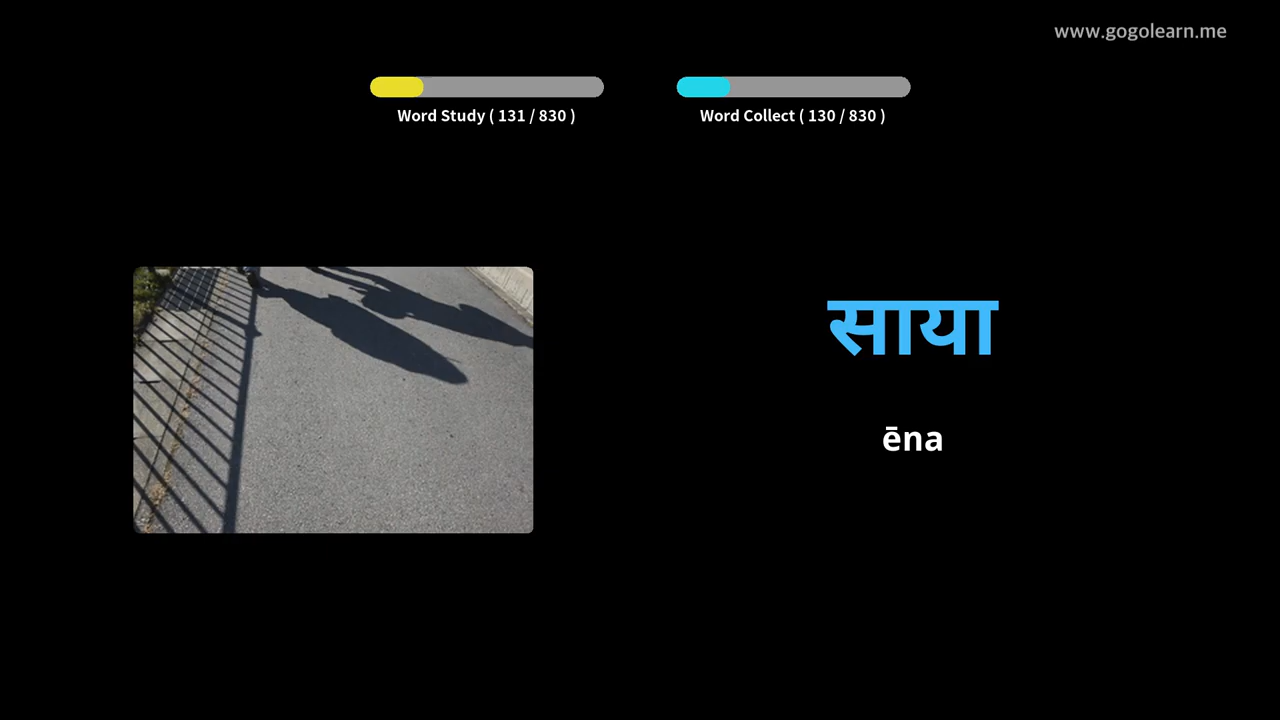 www.gogolearn.me
Word Study ( 131 / 830 )
Word Collect ( 130 / 830 )
साया
ēna